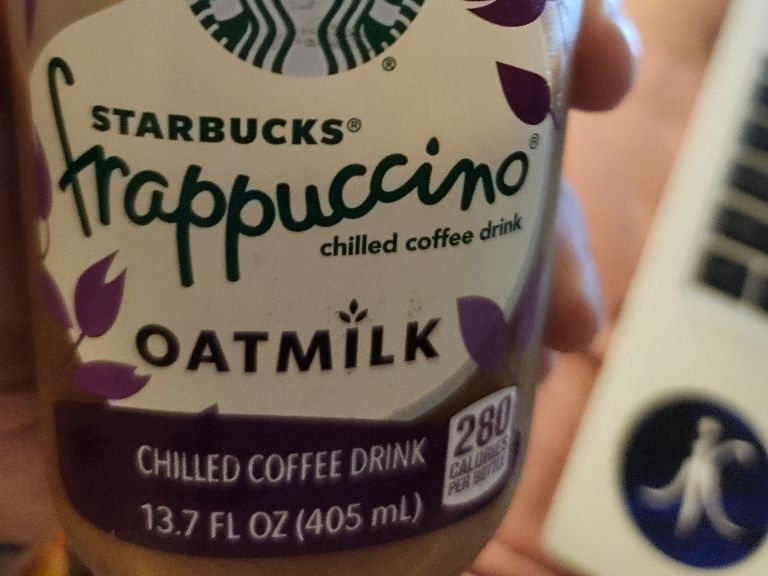 ®
STARBUCKS®
frappuccino®
chilled coffee drink
OATMILK
CHILLED COFFEE DRINK
13.7 FL OZ (405 mL)
280
CALORIES
PER BOTTLE